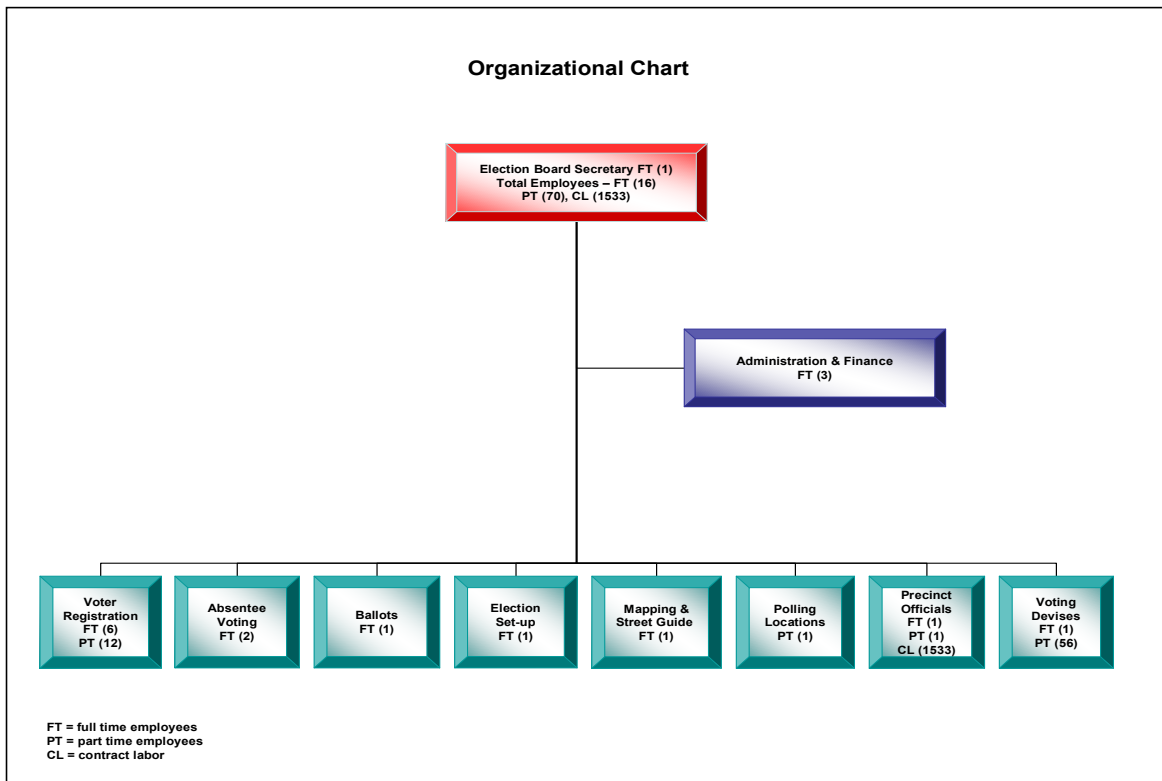 Organizational Chart
Election Board Secretary FT (1)
Total Employees – FT (16)
PT (70), CL (1533)
Administration & Finance
FT (3)
Voter
Registration
FT (6)
PT (12)
Absentee
Voting
FT (2)
Ballots
FT (1)
Election
Set-up
FT (1)
Mapping &
Street Guide
FT (1)
Polling
Locations
PT (1)
Precinct
Officials
FT (1)
PT (1)
CL (1533)
Voting
Devises
FT (1)
PT (56)
FT = full time employees
PT = part time employees
CL = contract labor